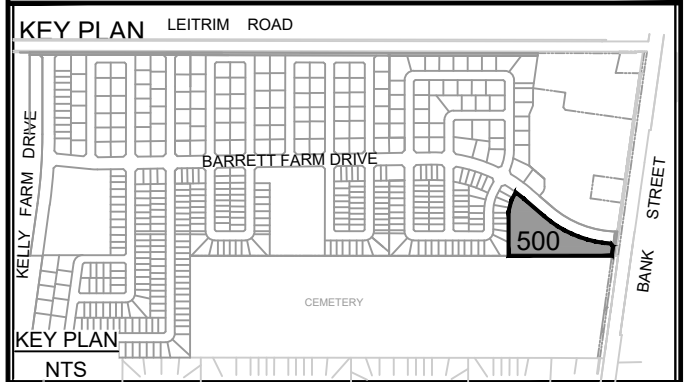 KEY PLAN
LEITRIM ROAD
KELLY FARM DRIVE
BARRETT FARM DRIVE
BANK STREET
500
CEMETERY
KEY PLAN
NTS